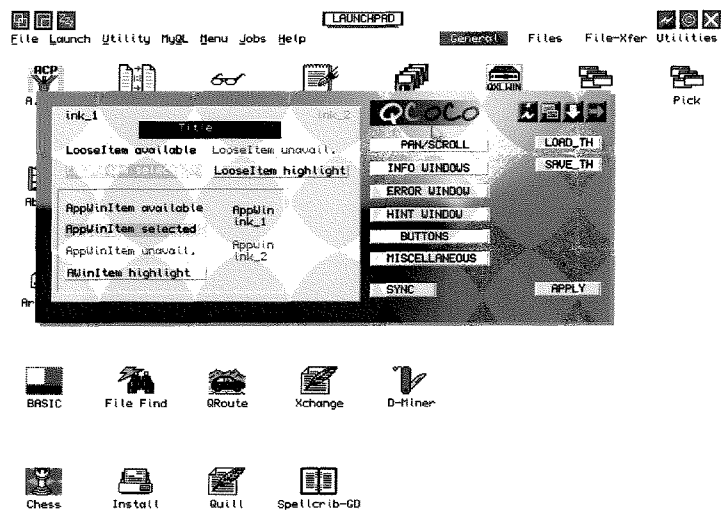 LAUNCHPAD
File Launch Utility MyQL Menu Jobs Help General Files File-Xfer Utilities
ACP QXLWIN
Pick
ink_1 ink_2 QCoCo
Title
LooseItem available LooseItem unavail. PAN/SCROLL LOAD_TH
LooseItem highlight INFO WINDOWS SAVE_TH
ERROR WINDOW
AppWinItem available AppWin ink_1 HINT WINDOW
AppWinItem selected BUTTONS
AppWinItem unavail. AppWin ink_2 MISCELLANEOUS
AWinItem highlight
SYNC APPLY
BASIC File Find QRoute Xchange D-Miner
Chess Install Quill Spellcrib-GD